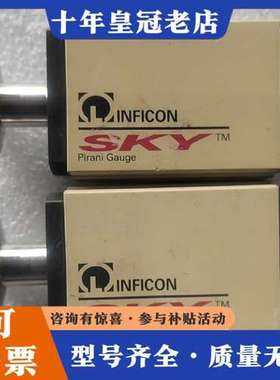 十年皇冠老店
INFICON
SKY™
Pirani Gauge
INFICON
SKY™
咨询有惊喜·参与补贴活动
票
型号齐全·质量无忧